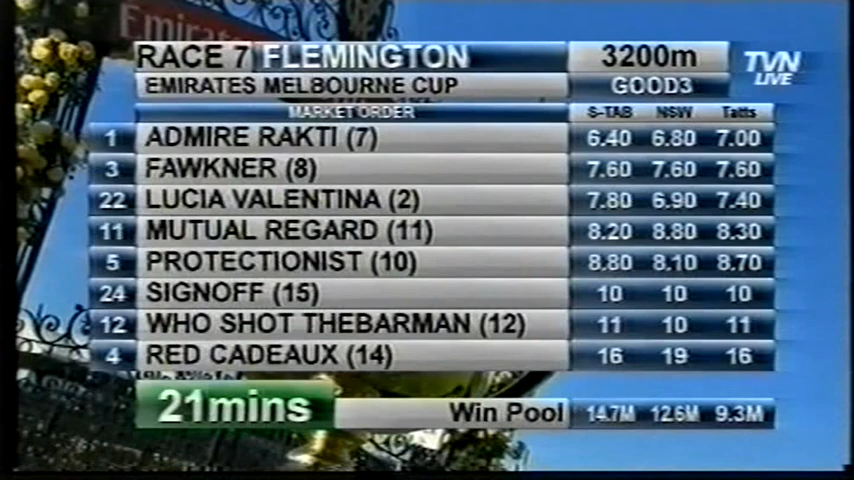 Emirates
RACE 7 FLEMINGTON 3200m
TVN
LIVE
EMIRATES MELBOURNE CUP GOOD3
MARKET ORDER S-TAB NSW Tatts
1 ADMIRE RAKTI (7) 6.40 6.80 7.00
3 FAWKNER (8) 7.60 7.60 7.60
22 LUCIA VALENTINA (2) 7.80 6.90 7.40
11 MUTUAL REGARD (11) 8.20 8.80 8.30
5 PROTECTIONIST (10) 8.80 8.10 8.70
24 SIGNOFF (15) 10 10 10
12 WHO SHOT THEBARMAN (12) 11 10 11
4 RED CADEAUX (14) 16 19 16
21mins Win Pool 14.7M 12.6M 9.3M